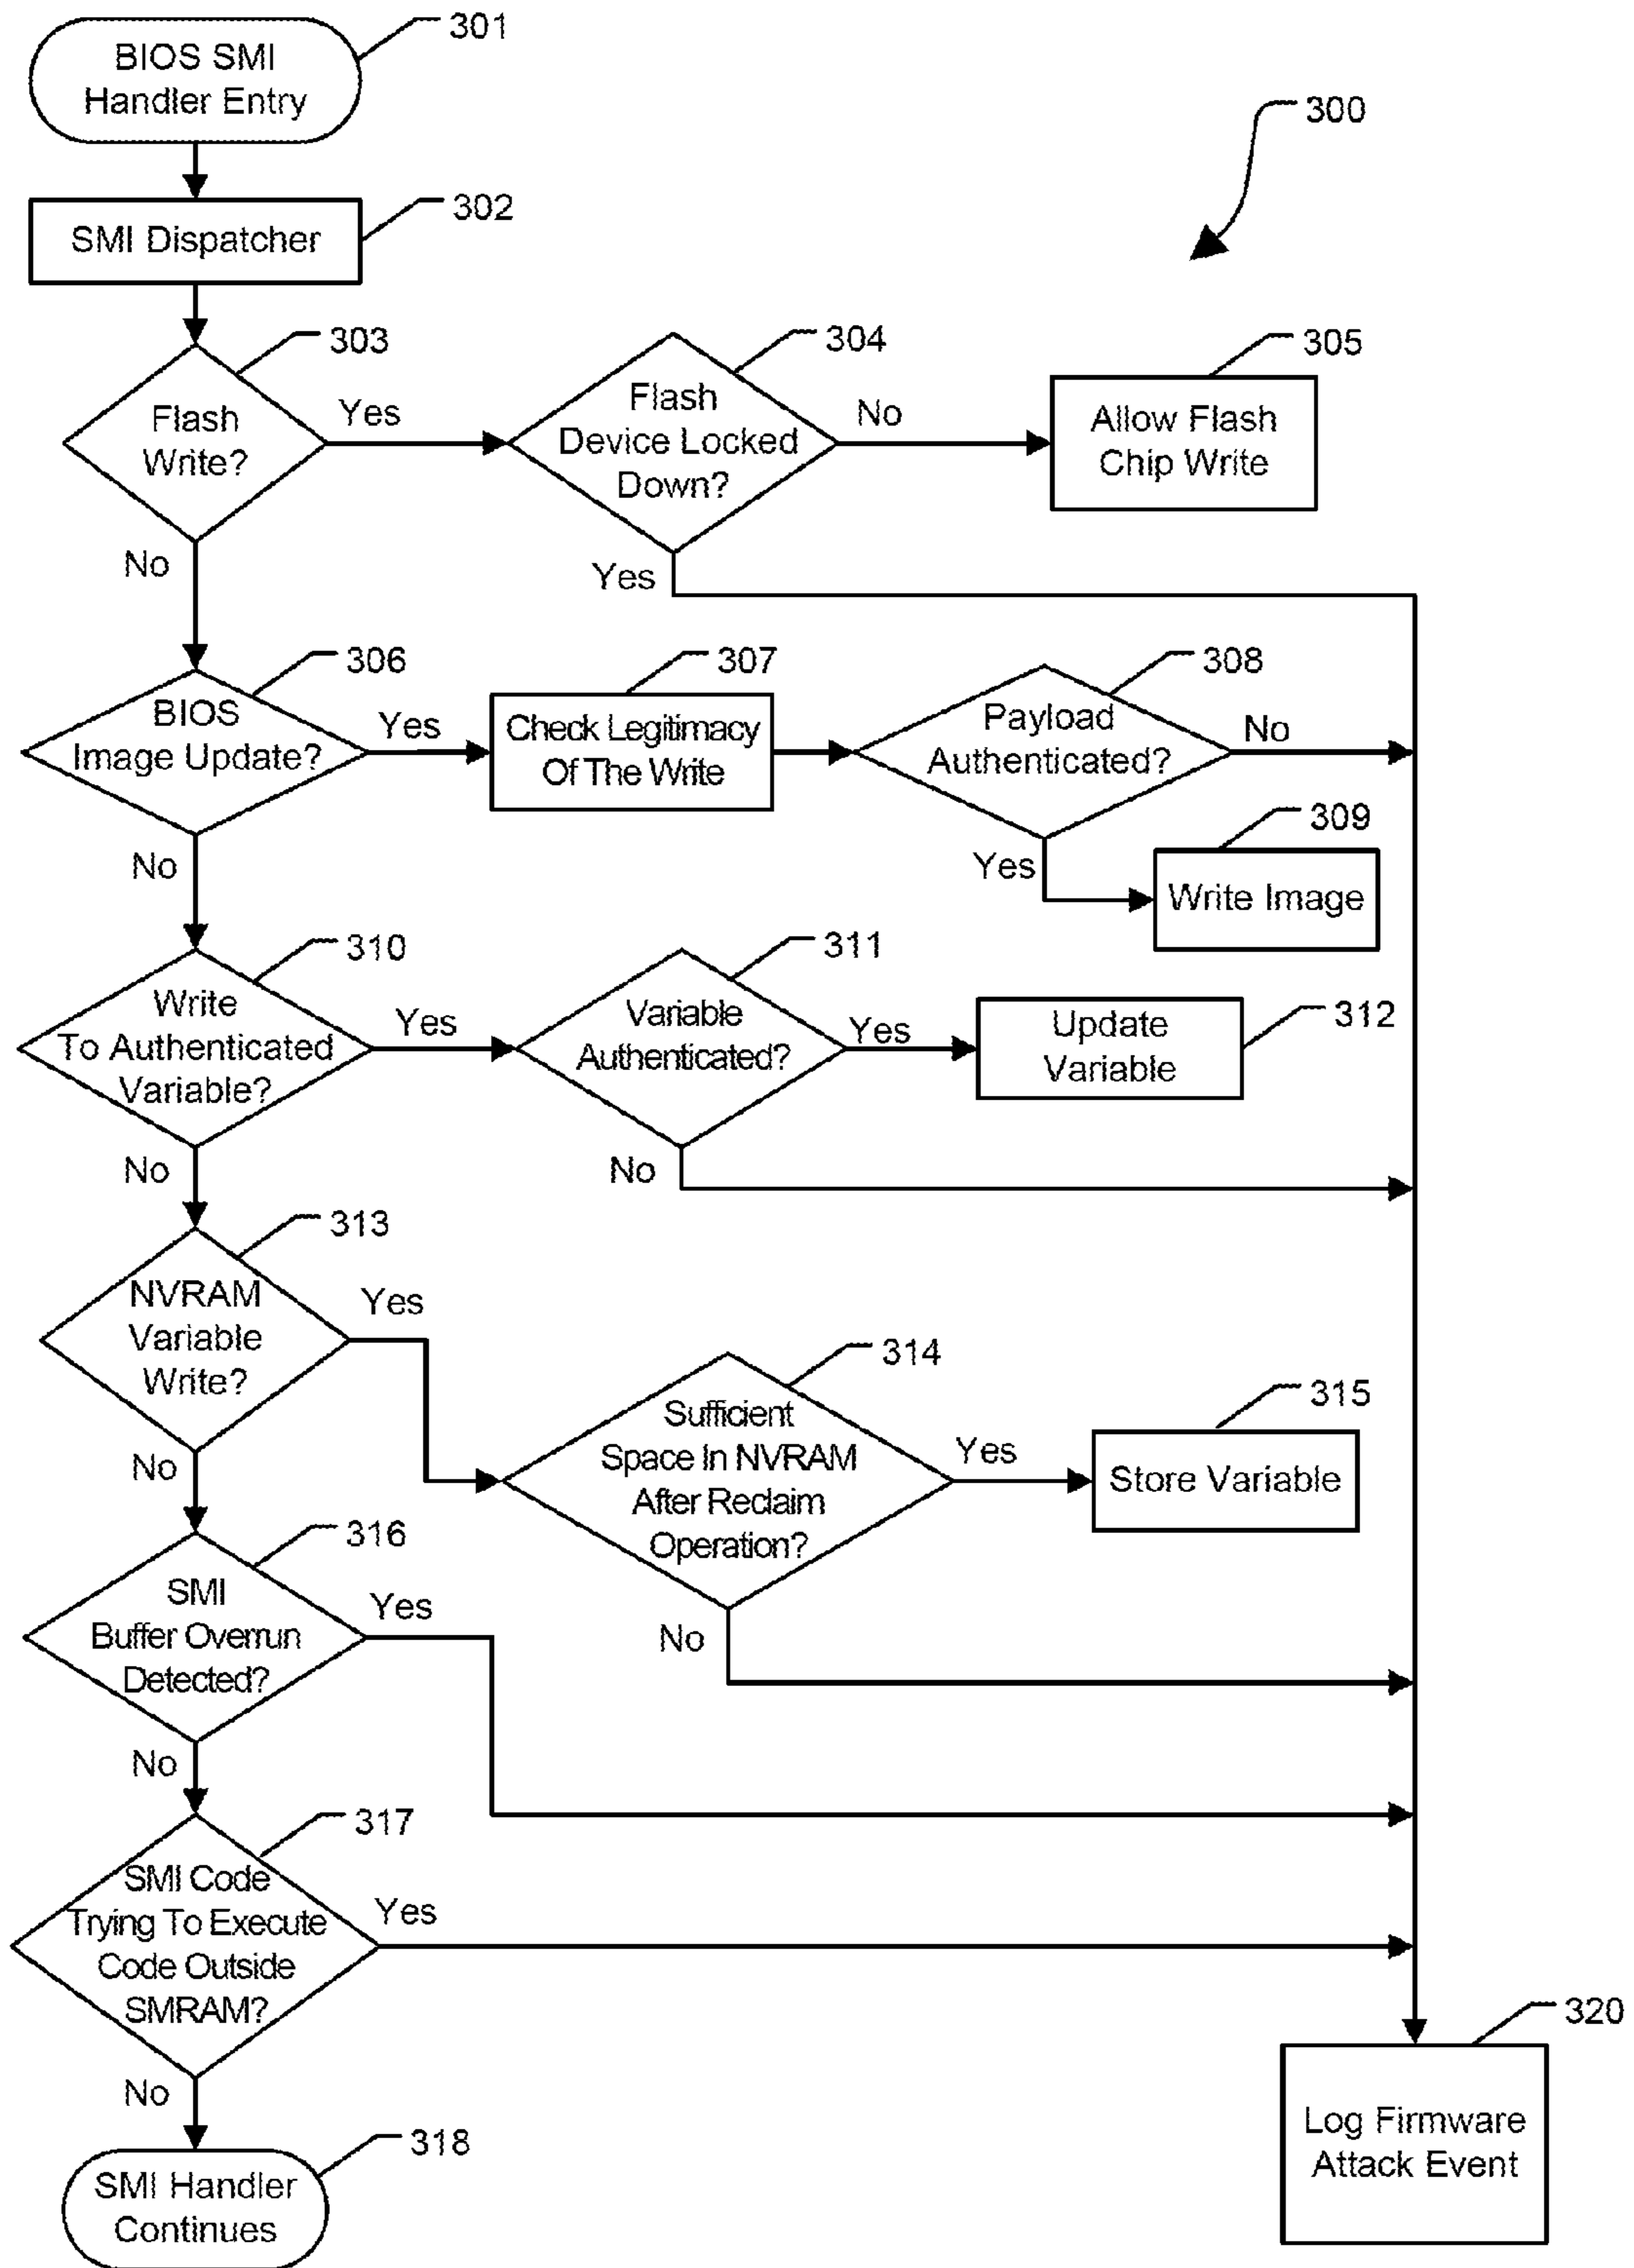 301
BIOS SMI
Handler Entry
300
302
SMI Dispatcher
303
304
305
Flash
Write?
Yes
Flash
Device Locked
Down?
No
Allow Flash
Chip Write
No
Yes
306
307
308
BIOS
Image Update?
Yes
Check Legitimacy
Of The Write
Payload
Authenticated?
No
309
No
Yes
Write Image
310
311
312
Write
To Authenticated
Variable?
Yes
Variable
Authenticated?
Yes
Update
Variable
No
No
313
NVRAM
Variable
Write?
Yes
314
315
Sufficient
Space In NVRAM
After Reclaim
Operation?
Yes
Store Variable
No
316
SMI
Buffer Overrun
Detected?
Yes
No
No
317
SMI Code
Trying To Execute
Code Outside
SMRAM?
Yes
320
No
Log Firmware
Attack Event
318
SMI Handler
Continues